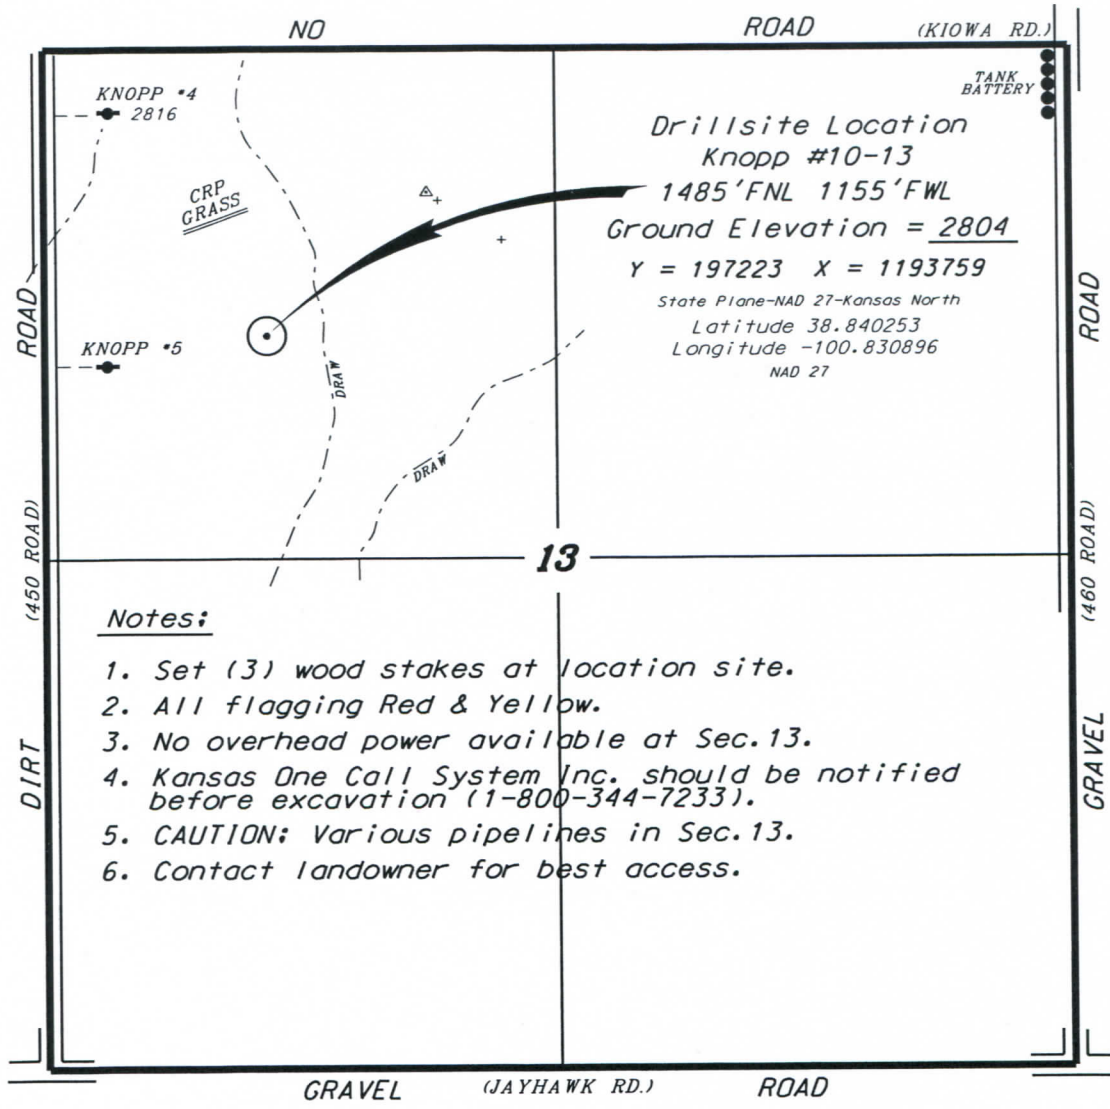 NO ROAD (KIOWA RD.)
KNOPP #4
2816
TANK
BATTERY
CRP
GRASS
Drillsite Location
Knopp #10-13
1485'FNL 1155'FWL
Ground Elevation = 2804
Y = 197223 X = 1193759
State Plane-NAD 27-Kansas North
Latitude 38.840253
Longitude -100.830896
NAD 27
KNOPP #5
DRAW
DRAW
DIRT (450 ROAD) ROAD
GRAVEL (460 ROAD) ROAD
13
Notes:
1. Set (3) wood stakes at location site.
2. All flagging Red & Yellow.
3. No overhead power available at Sec.13.
4. Kansas One Call System Inc. should be notified
before excavation (1-800-344-7233).
5. CAUTION: Various pipelines in Sec.13.
6. Contact landowner for best access.
GRAVEL (JAYHAWK RD.) ROAD